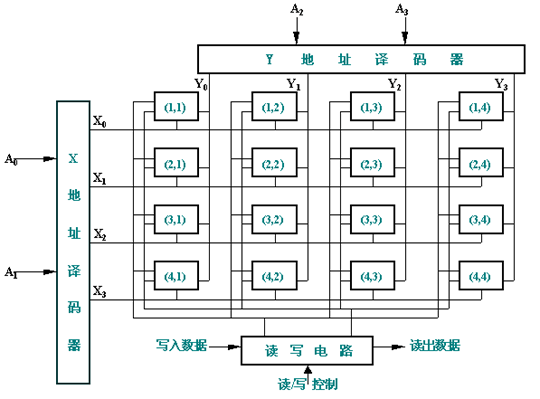 A2 A3
Y 地 址 译 码 器
Y0 Y1 Y2 Y3
(1,1) (1,2) (1,3) (1,4)
X0
A0
X 地 址 译 码 器
(2,1) (2,2) (2,3) (2,4)
X1
(3,1) (3,2) (3,3) (3,4)
X2
A1
(4,1) (4,2) (4,3) (4,4)
X3
写入数据 读 写 电 路 读出数据
读/写 控制